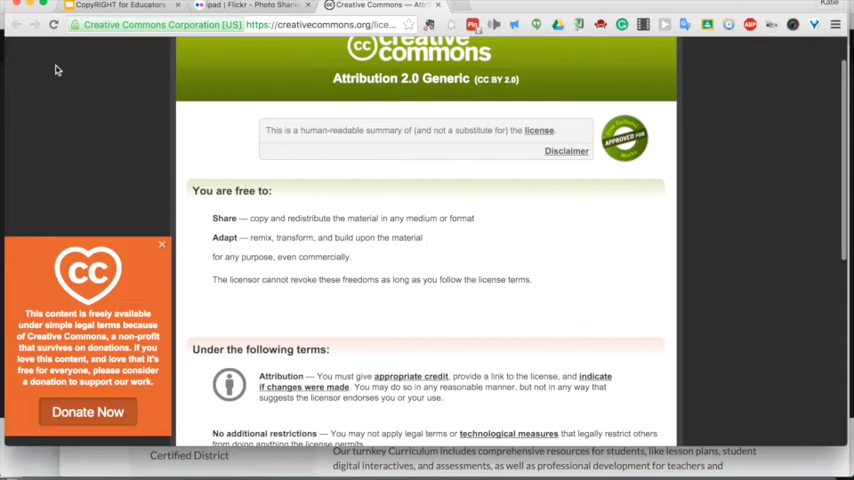 CopyRIGHT for Educators
ipad | Flickr - Photo Sharin
Creative Commons — Attri
Katie
Creative Commons Corporation [US]
https://creativecommons.org/lice...
creative
commons
Attribution 2.0 Generic (CC BY 2.0)
This is a human-readable summary of (and not a substitute for) the license.
Disclaimer
APPROVED FOR
Works
You are free to:
Share — copy and redistribute the material in any medium or format
Adapt — remix, transform, and build upon the material
for any purpose, even commercially.
The licensor cannot revoke these freedoms as long as you follow the license terms.
CC
This content is freely available
under simple legal terms because
of Creative Commons, a non-profit
that survives on donations. If you
love this content, and love that it's
free for everyone, please consider
a donation to support our work.
Donate Now
Under the following terms:
Attribution — You must give appropriate credit, provide a link to the license, and indicate
if changes were made. You may do so in any reasonable manner, but not in any way that
suggests the licensor endorses you or your use.
No additional restrictions — You may not apply legal terms or technological measures that legally restrict others
from doing anything the license permits.
Certified District
Our turnkey Curriculum includes comprehensive resources for students, like lesson plans, student
digital interactives, and assessments, as well as professional development for teachers and